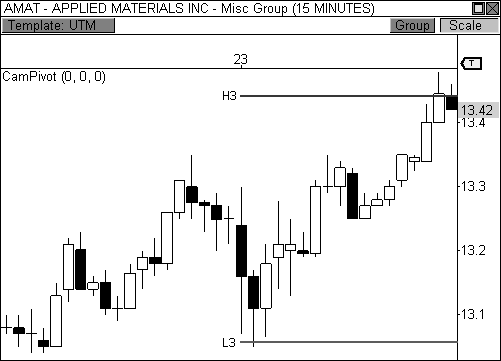 AMAT - APPLIED MATERIALS INC - Misc Group (15 MINUTES)
Template: UTM Group Scale
23
T
CamPivot (0, 0, 0)
H3
13.42
13.4
13.3
13.2
13.1
L3